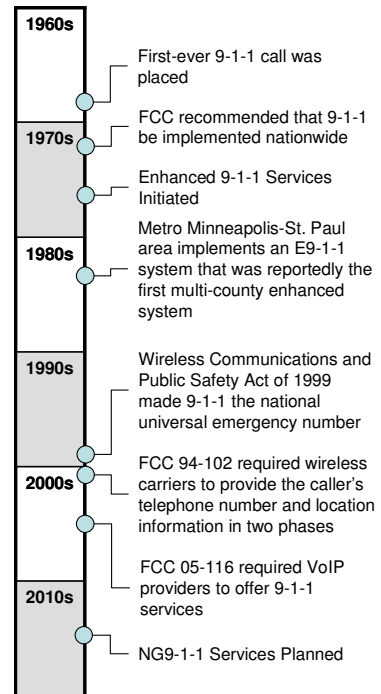 1960s
First-ever 9-1-1 call was
placed
FCC recommended that 9-1-1
be implemented nationwide
1970s
Enhanced 9-1-1 Services
Initiated
Metro Minneapolis-St. Paul
area implements an E9-1-1
system that was reportedly the
first multi-county enhanced
system
1980s
Wireless Communications and
Public Safety Act of 1999
made 9-1-1 the national
universal emergency number
1990s
FCC 94-102 required wireless
carriers to provide the caller's
telephone number and location
information in two phases
2000s
FCC 05-116 required VoIP
providers to offer 9-1-1
services
2010s
NG9-1-1 Services Planned